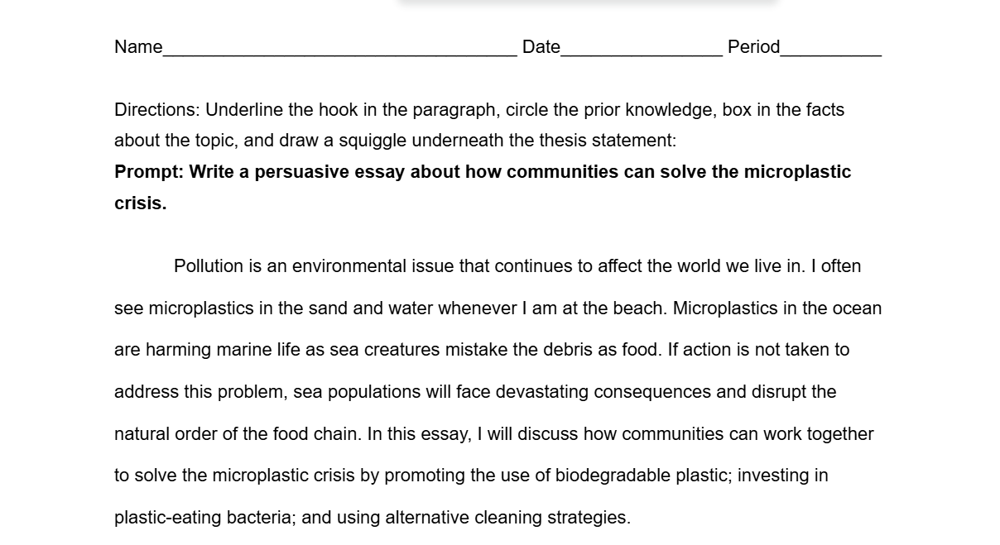 Name___________________________________ Date________________ Period__________
Directions: Underline the hook in the paragraph, circle the prior knowledge, box in the facts
about the topic, and draw a squiggle underneath the thesis statement:
Prompt: Write a persuasive essay about how communities can solve the microplastic
crisis.
Pollution is an environmental issue that continues to affect the world we live in. I often
see microplastics in the sand and water whenever I am at the beach. Microplastics in the ocean
are harming marine life as sea creatures mistake the debris as food. If action is not taken to
address this problem, sea populations will face devastating consequences and disrupt the
natural order of the food chain. In this essay, I will discuss how communities can work together
to solve the microplastic crisis by promoting the use of biodegradable plastic; investing in
plastic-eating bacteria; and using alternative cleaning strategies.